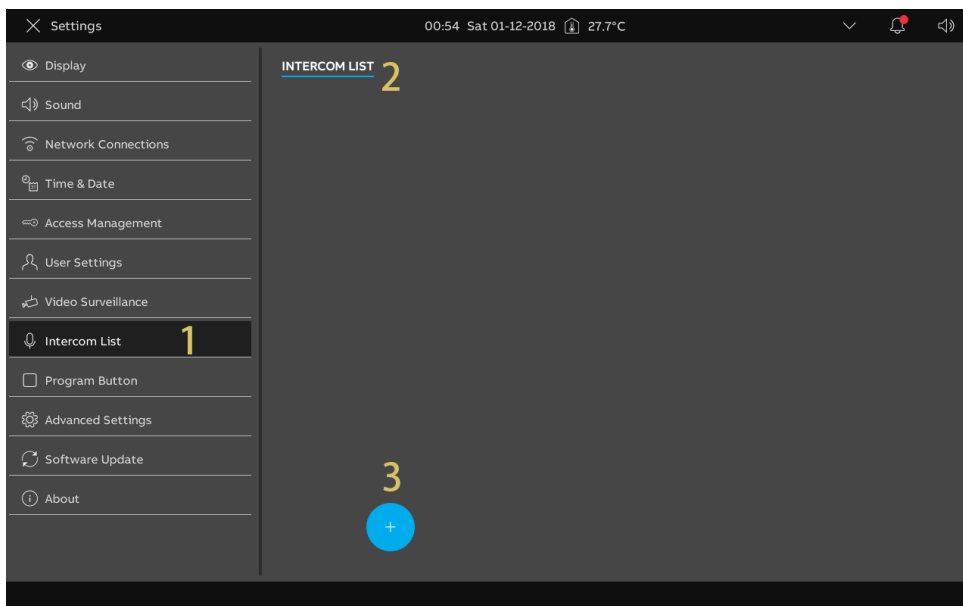 Settings
00:54 Sat 01-12-2018 27.7°C
Display
Sound
Network Connections
Time & Date
Access Management
User Settings
Video Surveillance
Intercom List 1
Program Button
Advanced Settings
Software Update
About
INTERCOM LIST 2
3
+